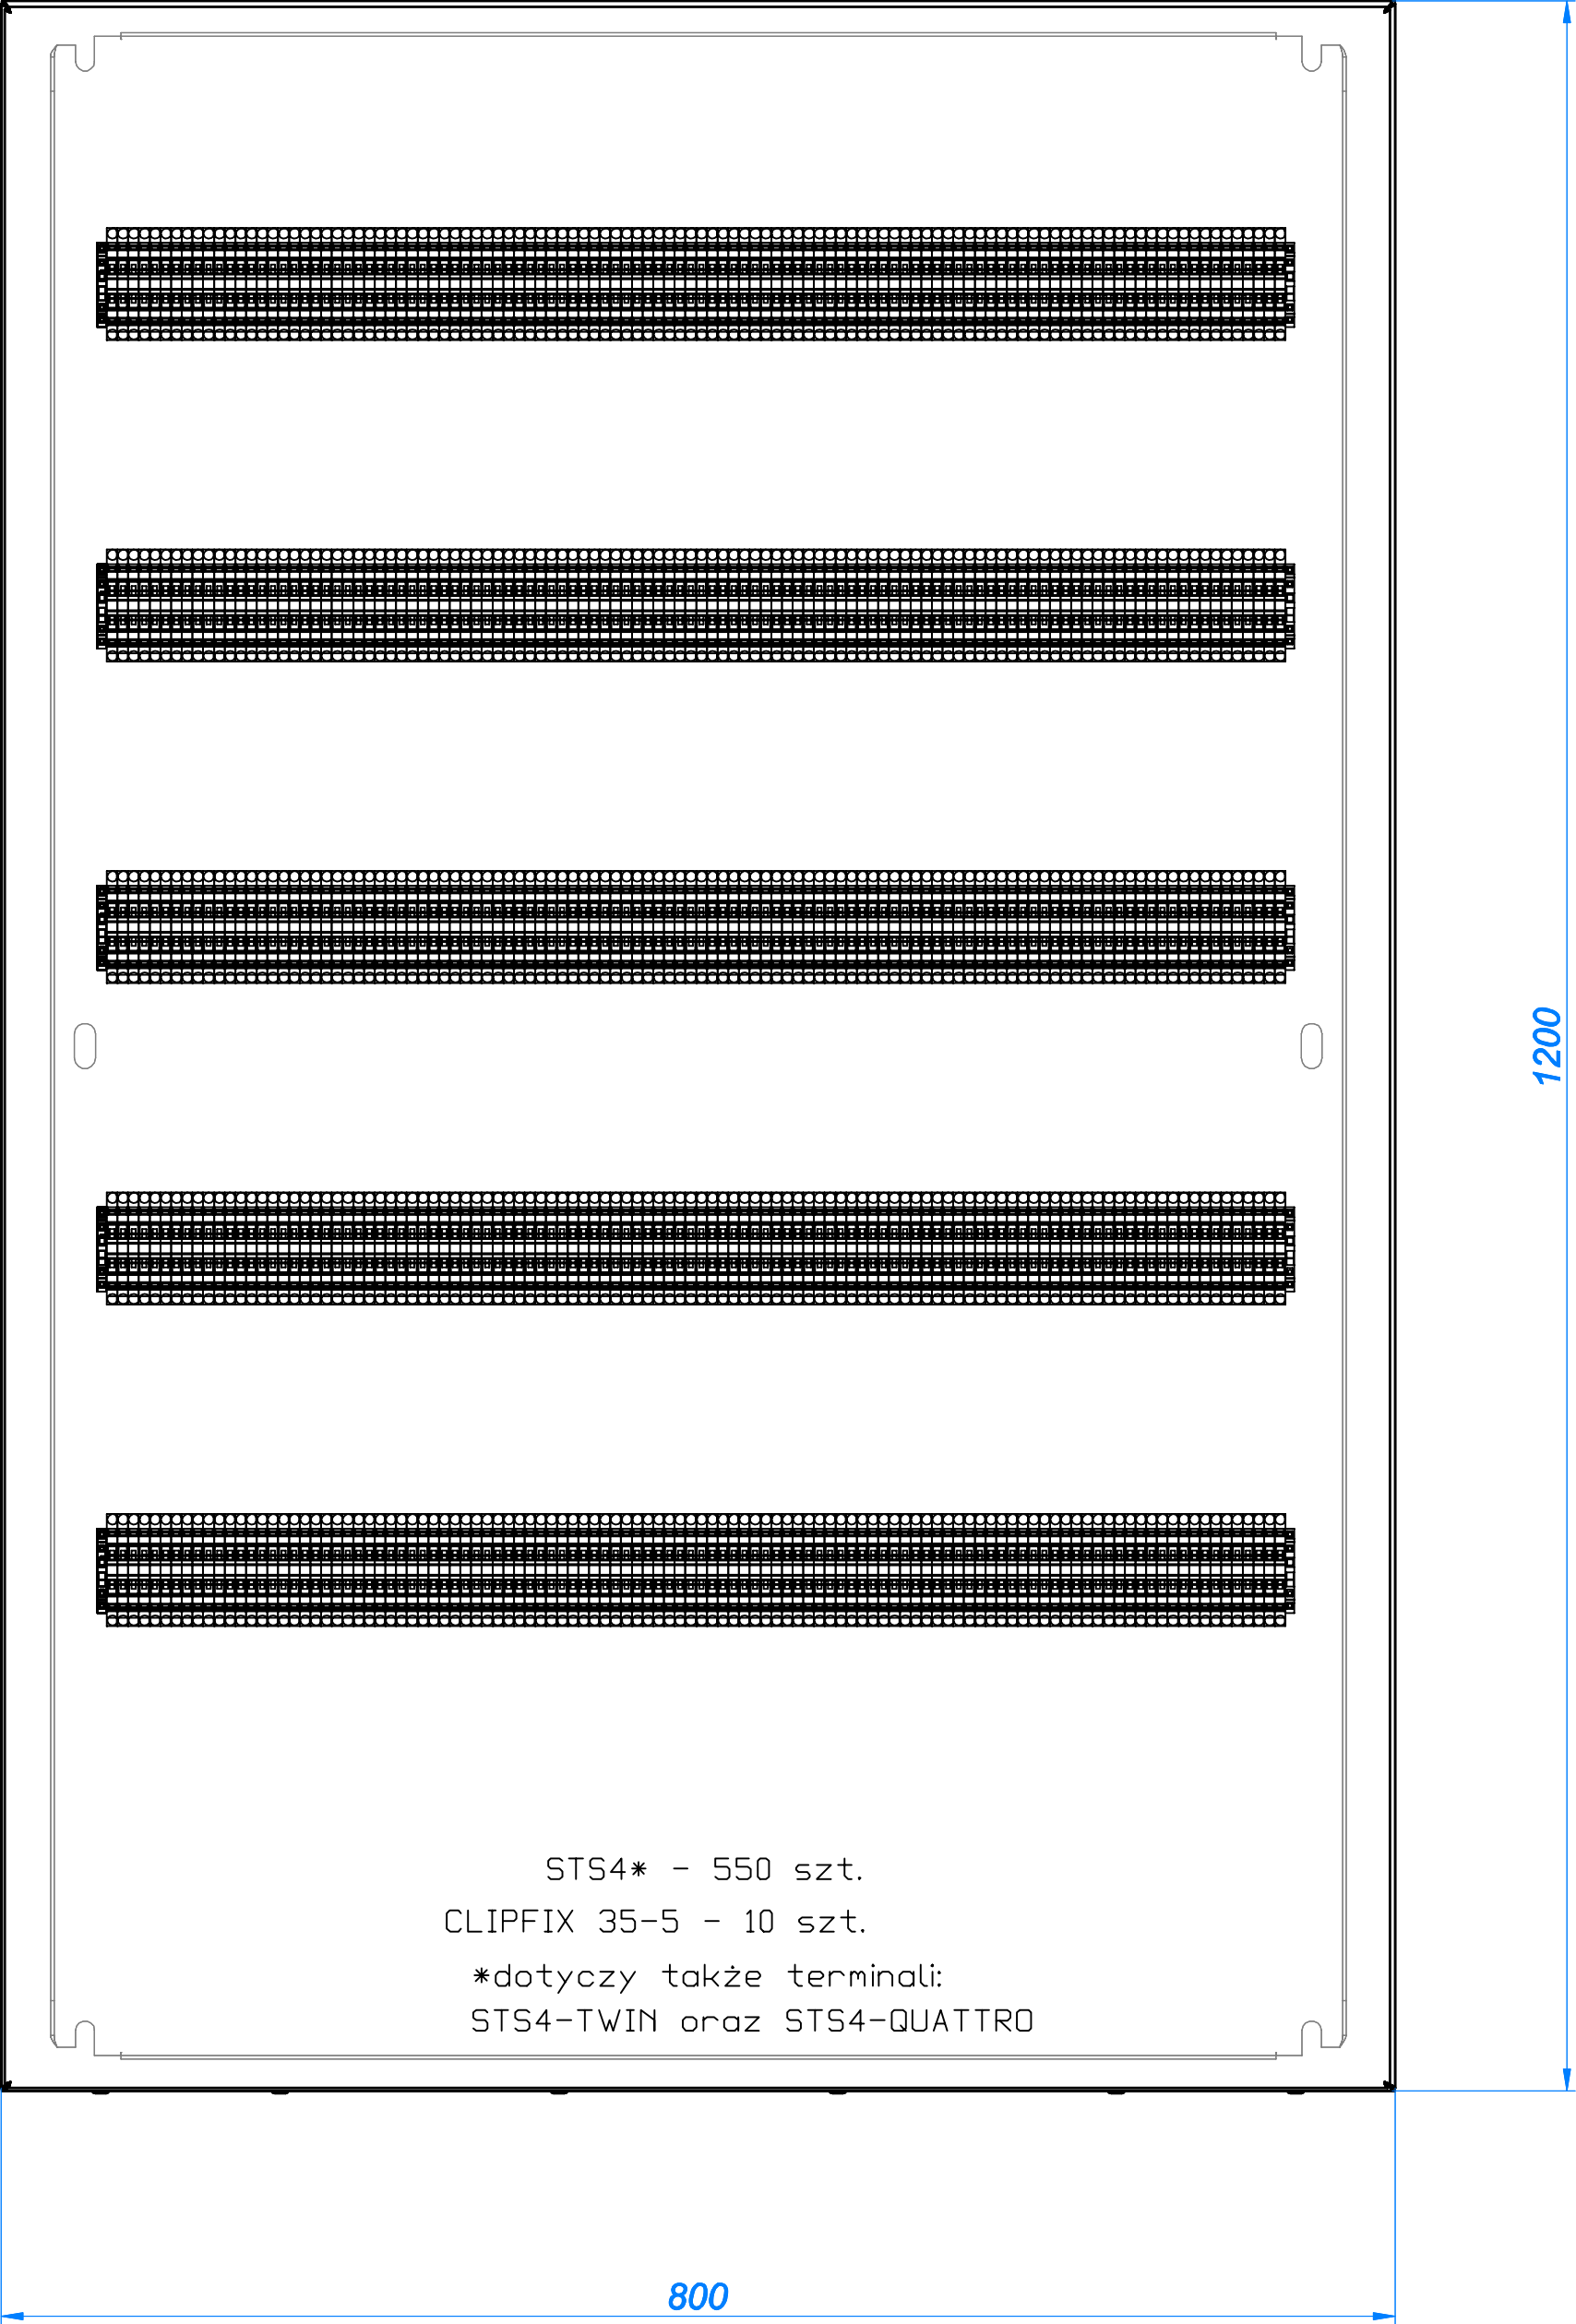 1200
STS4* - 550 szt.
CLIPFIX 35-5 - 10 szt.
*dotyczy także terminali:
STS4-TWIN oraz STS4-QUATTRO
800